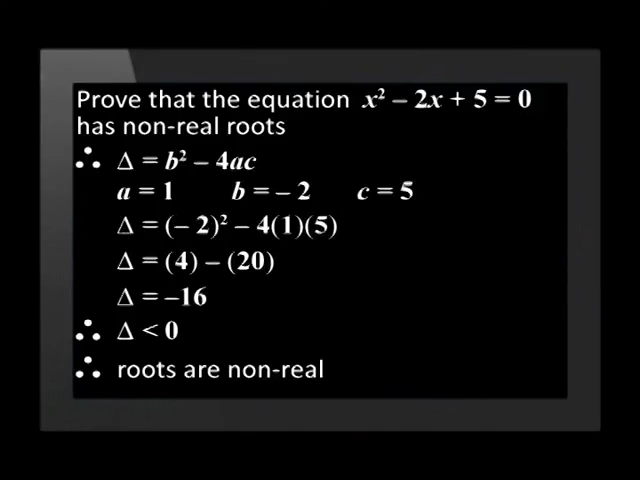 Prove that the equation x² – 2x + 5 = 0
has non-real roots
∴ Δ = b² – 4ac
a = 1 b = – 2 c = 5
Δ = (– 2)² – 4(1)(5)
Δ = (4) – (20)
Δ = –16
∴ Δ < 0
∴ roots are non-real